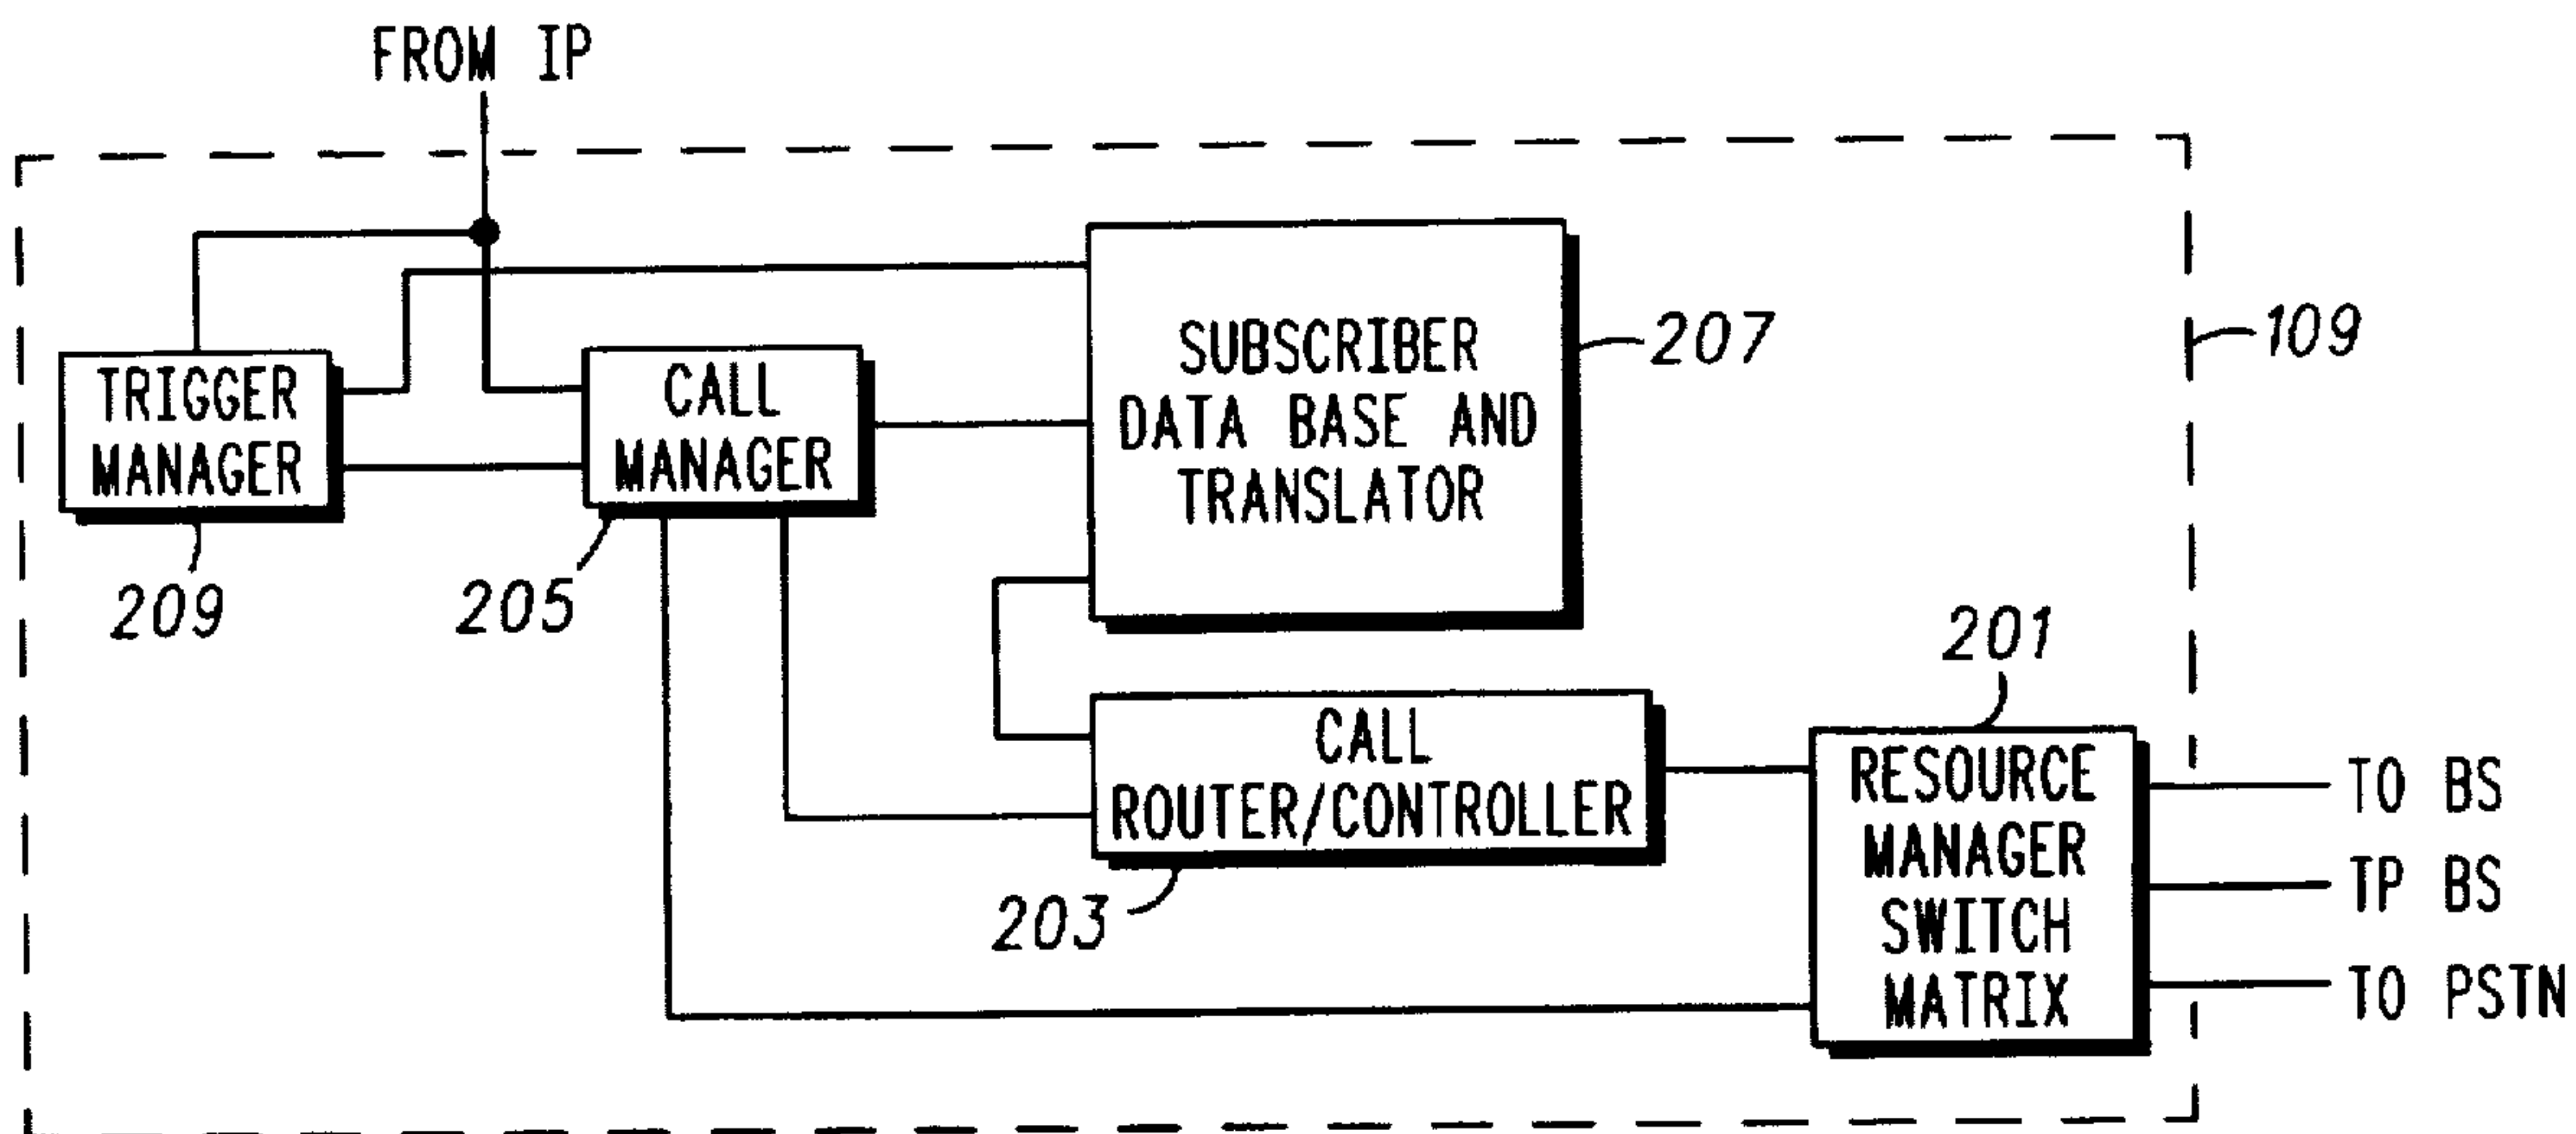 FROM IP
TRIGGER
MANAGER
209
CALL
MANAGER
205
SUBSCRIBER
DATA BASE AND
TRANSLATOR
207
109
CALL
ROUTER/CONTROLLER
203
201
RESOURCE
MANAGER
SWITCH
MATRIX
TO BS
TP BS
TO PSTN